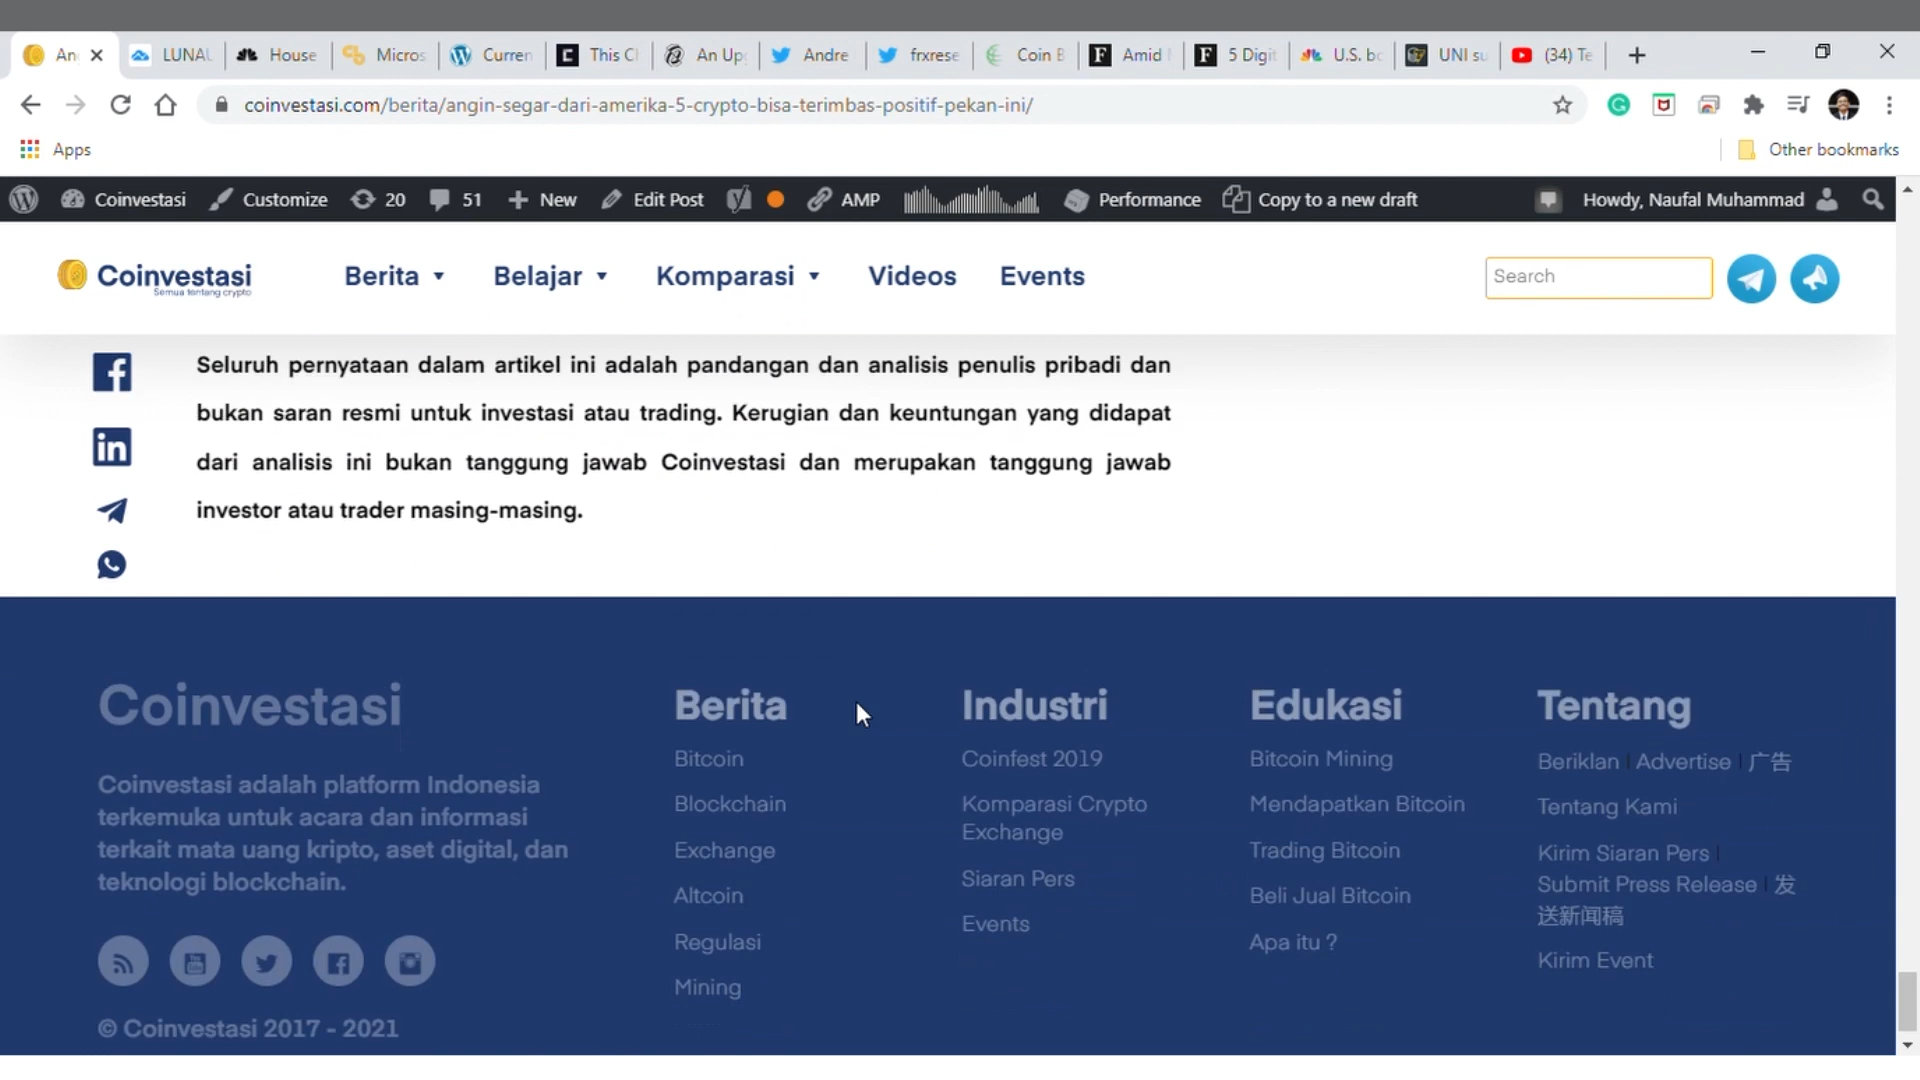 An
LUNAU
House
Micros
Curren
This Cl
An Up
Andre
frxrese
Coin B
Amid
5 Digit
U.S. bo
UNI su
(34) Te
coinvestasi.com/berita/angin-segar-dari-amerika-5-crypto-bisa-terimbas-positif-pekan-ini/
Apps
Other bookmarks
Coinvestasi
Customize
20
51
New
Edit Post
AMP
Performance
Copy to a new draft
Howdy, Naufal Muhammad
Coinvestasi
Semua tentang crypto
Berita
Belajar
Komparasi
Videos
Events
Search
Seluruh pernyataan dalam artikel ini adalah pandangan dan analisis penulis pribadi dan
bukan saran resmi untuk investasi atau trading. Kerugian dan keuntungan yang didapat
dari analisis ini bukan tanggung jawab Coinvestasi dan merupakan tanggung jawab
investor atau trader masing-masing.
Coinvestasi
Coinvestasi adalah platform Indonesia
terkemuka untuk acara dan informasi
terkait mata uang kripto, aset digital, dan
teknologi blockchain.
© Coinvestasi 2017 - 2021
Berita
Bitcoin
Blockchain
Exchange
Altcoin
Regulasi
Mining
Industri
Coinfest 2019
Komparasi Crypto
Exchange
Siaran Pers
Events
Edukasi
Bitcoin Mining
Mendapatkan Bitcoin
Trading Bitcoin
Beli Jual Bitcoin
Apa itu ?
Tentang
Beriklan | Advertise | 广告
Tentang Kami
Kirim Siaran Pers |
Submit Press Release | 发
送新闻稿
Kirim Event